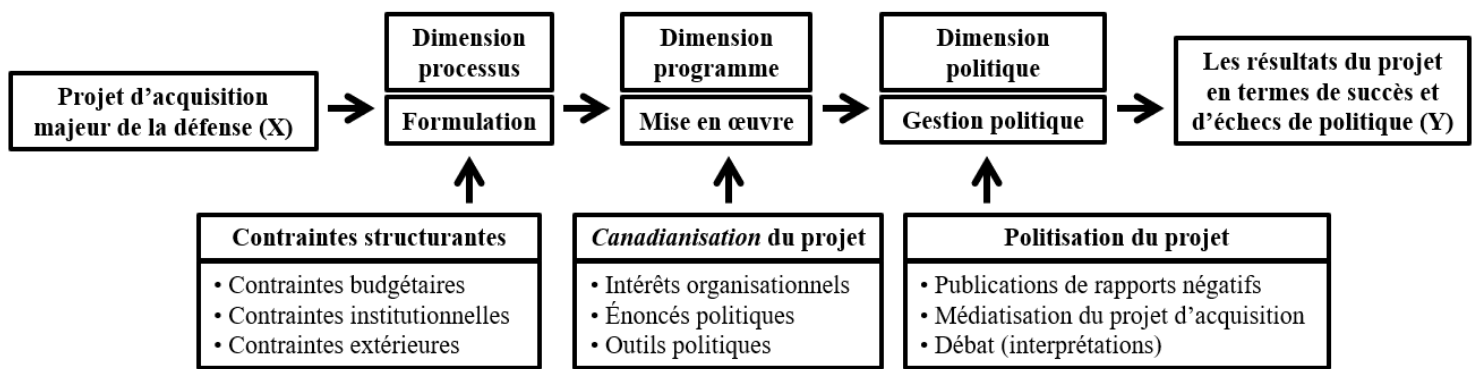 Projet d’acquisition
majeur de la défense (X)
Dimension
processus
Formulation
Dimension
programme
Mise en œuvre
Dimension
politique
Gestion politique
Les résultats du projet
en termes de succès et
d’échecs de politique (Y)
Contraintes structurantes
• Contraintes budgétaires
• Contraintes institutionnelles
• Contraintes extérieures
Canadianisation du projet
• Intérêts organisationnels
• Énoncés politiques
• Outils politiques
Politisation du projet
• Publications de rapports négatifs
• Médiatisation du projet d’acquisition
• Débat (interprétations)